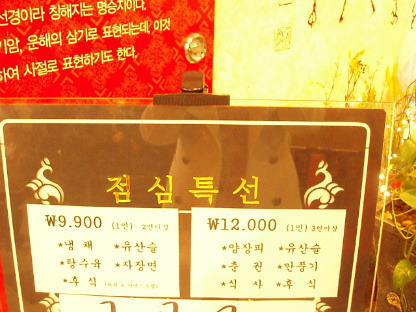 선경이라 칭해지는 명승지이다.
기암, 운해의 삼기로 표현되는데, 이것
하여 사절로 표현하기도 한다.
점심특선
₩9.900 (1인) 2인이상
*냉채 *유산슬
*탕수육 *자장면
*후식
₩12.000 (1인) 3인이상
*양장피 *유산슬
*춘권 *깐풍기
*식사 *후식